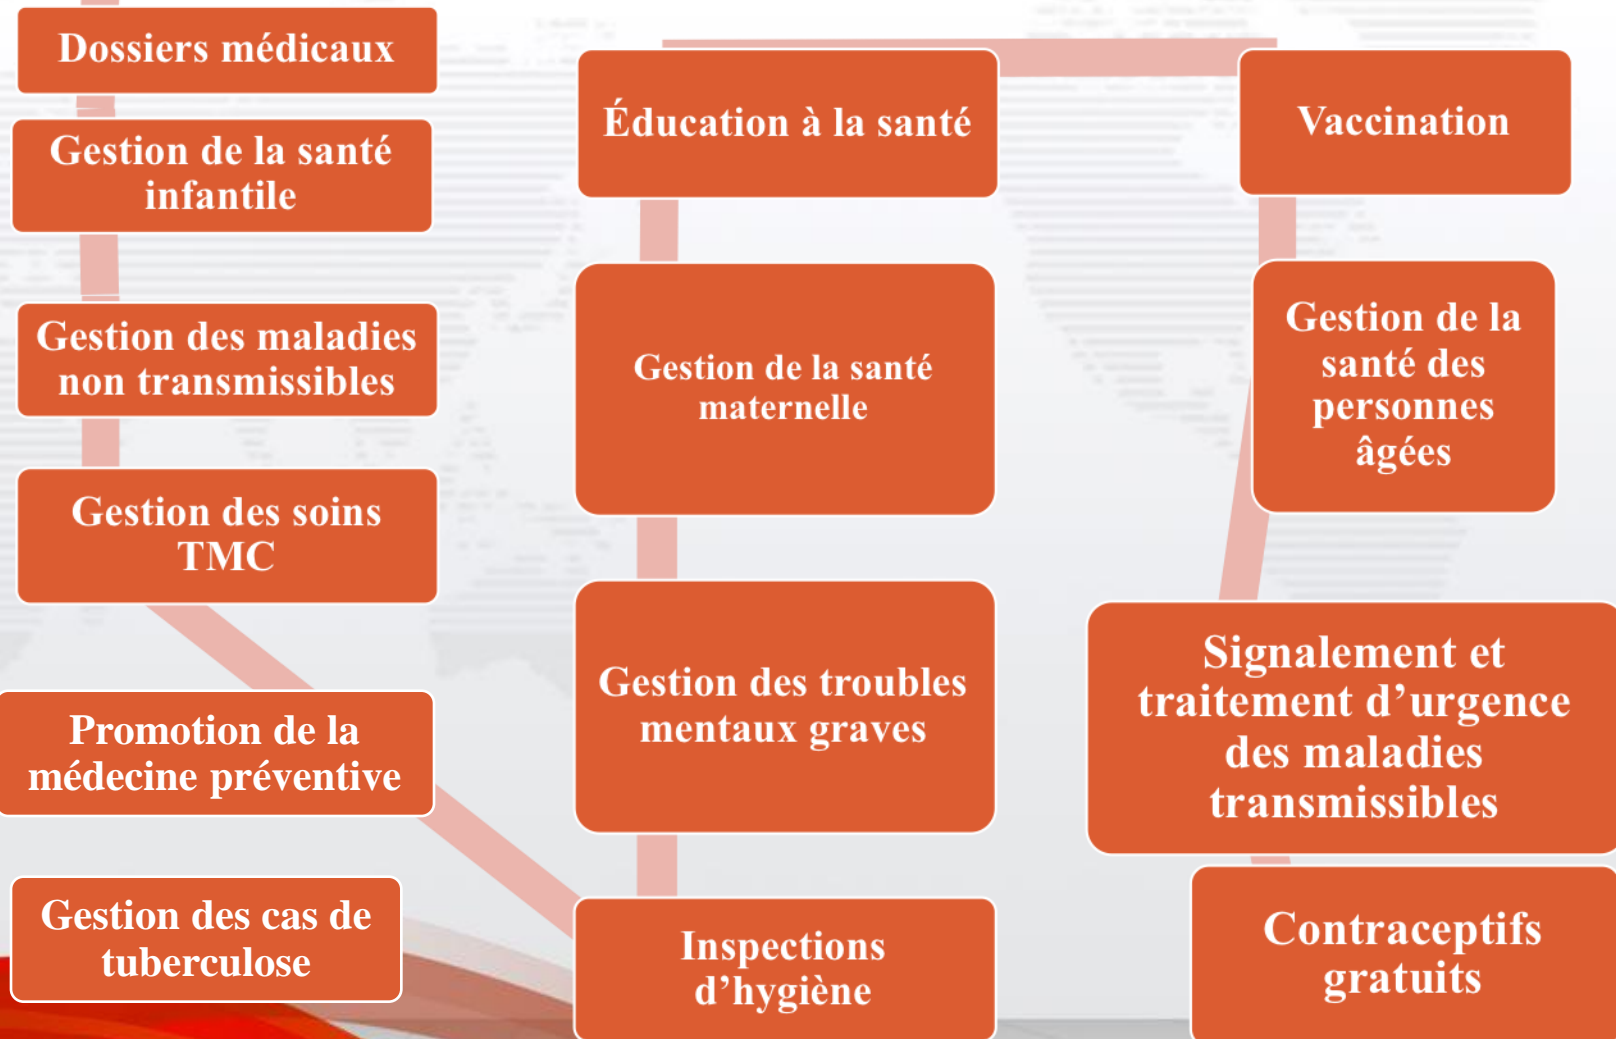 Dossiers médicaux
Gestion de la santé
infantile
Gestion des maladies
non transmissibles
Gestion des soins
TMC
Promotion de la
médecine préventive
Gestion des cas de
tuberculose
Éducation à la santé
Gestion de la santé
maternelle
Gestion des troubles
mentaux graves
Inspections
d’hygiène
Vaccination
Gestion de la
santé des
personnes
âgées
Signalement et
traitement d’urgence
des maladies
transmissibles
Contraceptifs
gratuits